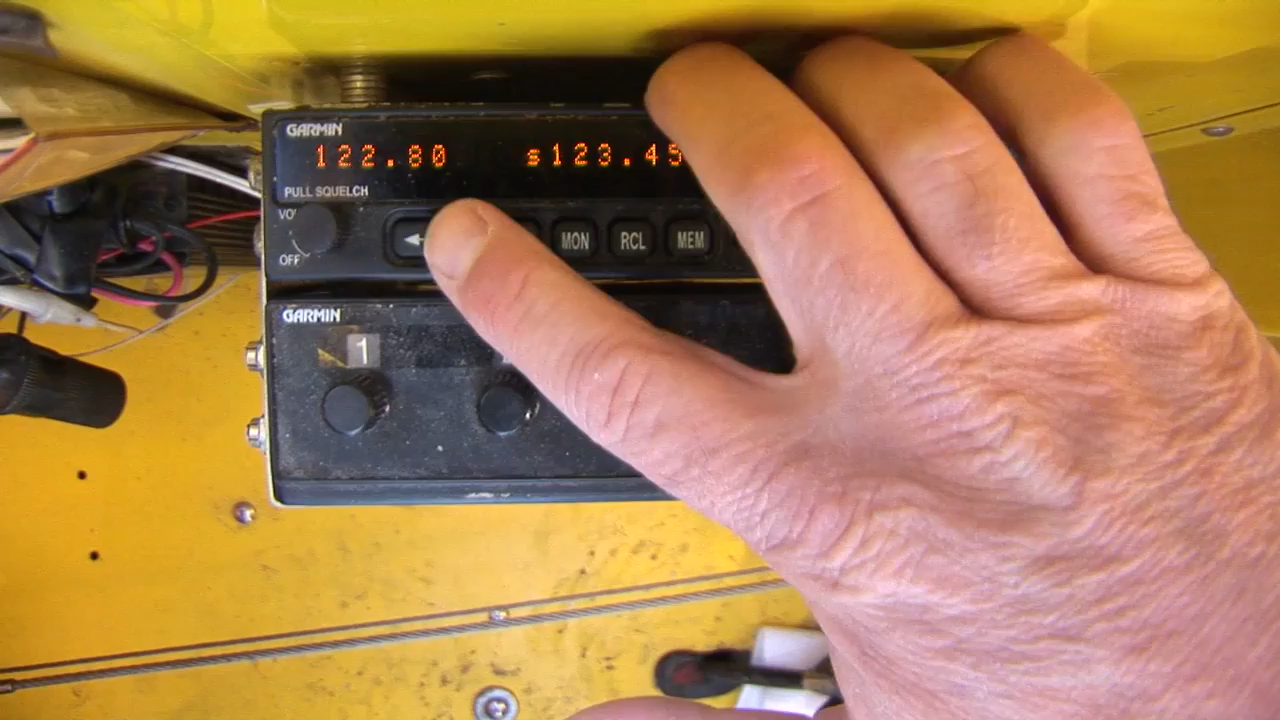 GARMIN
122.80 s123.45
PULL SQUELCH
OFF
MON RCL MEM
GARMIN
1